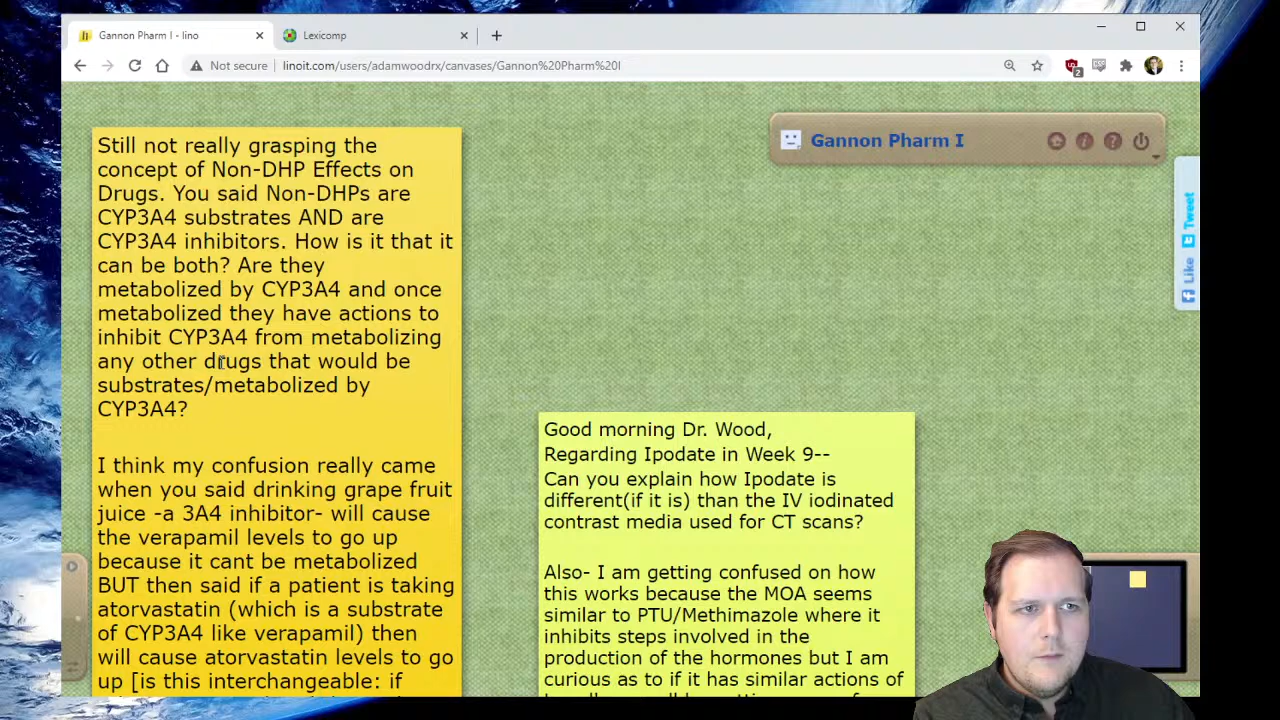 Gannon Pharm I - lino
Lexicomp
Not secure
linoit.com/users/adamwoodrx/canvases/Gannon%20Pharm%20I
2
Gannon Pharm I
Still not really grasping the
concept of Non-DHP Effects on
Drugs. You said Non-DHPs are
CYP3A4 substrates AND are
CYP3A4 inhibitors. How is it that it
can be both? Are they
metabolized by CYP3A4 and once
metabolized they have actions to
inhibit CYP3A4 from metabolizing
any other drugs that would be
substrates/metabolized by
CYP3A4?
I think my confusion really came
when you said drinking grape fruit
juice -a 3A4 inhibitor- will cause
the verapamil levels to go up
because it cant be metabolized
BUT then said if a patient is taking
atorvastatin (which is a substrate
of CYP3A4 like verapamil) then
will cause atorvastatin levels to go
up [is this interchangeable: if
Good morning Dr. Wood,
Regarding Ipodate in Week 9--
Can you explain how Ipodate is
different(if it is) than the IV iodinated
contrast media used for CT scans?
Also- I am getting confused on how
this works because the MOA seems
similar to PTU/Methimazole where it
inhibits steps involved in the
production of the hormones but I am
curious as to if it has similar actions of
Tweet
Like